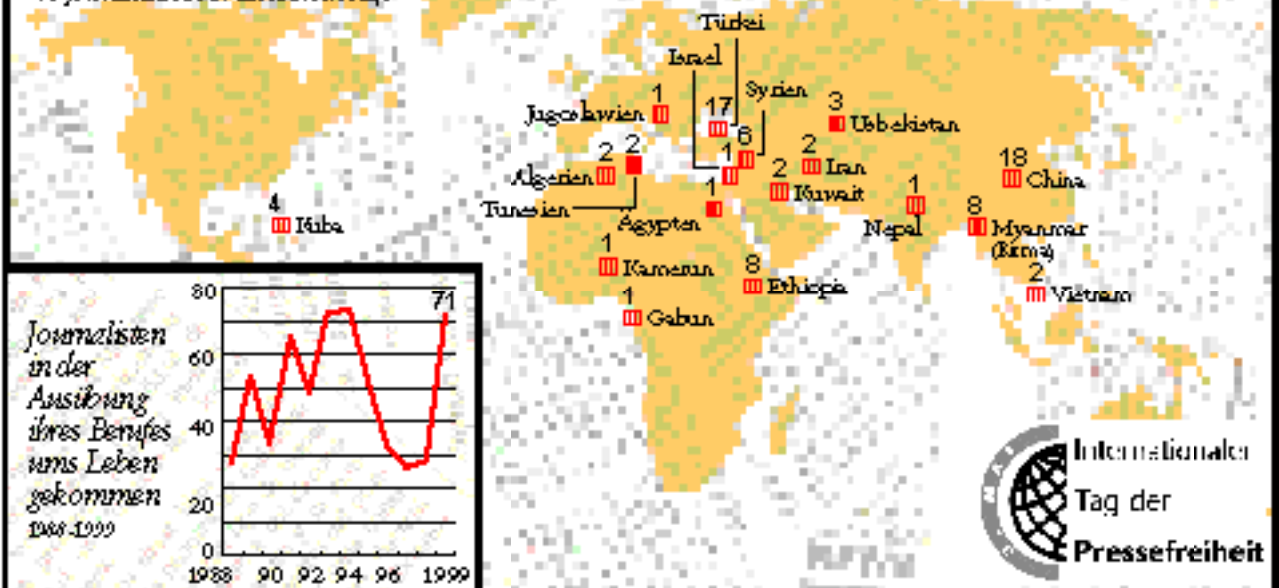 Türkei
Israel
Syrien
1
Jugoslawien
17
3
Usbekistan
6
2
2
Algerien
1
2
Iran
2
Kuwait
18
China
Tunesien
1
Ägypten
1
Nepal
8
Myanmar
(Birma)
4
Kuba
1
Kamerun
8
Ethiopia
2
Vietnam
1
Gabun
Journalisten
in der
Ausübung
ihres Berufes
ums Leben
gekommen
1988-1999
80
71
60
40
20
0
1988 90 92 94 96 1999
Internationaler
Tag der
Pressefreiheit